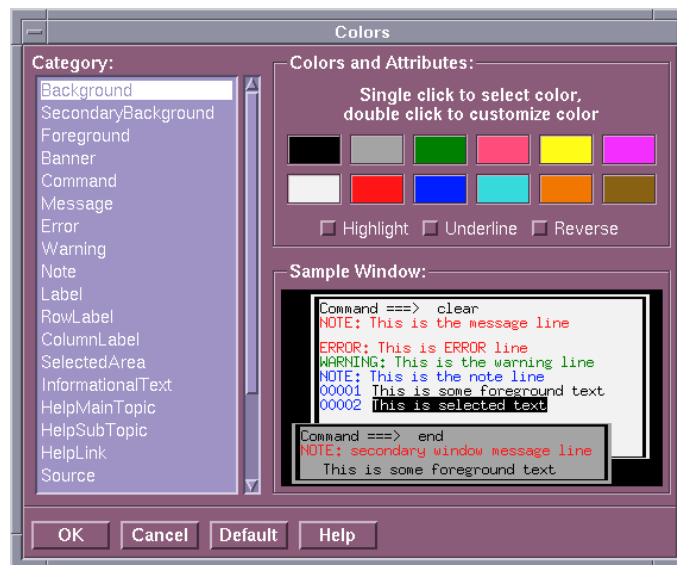 Colors
Category:
Background
SecondaryBackground
Foreground
Banner
Command
Message
Error
Warning
Note
Label
RowLabel
ColumnLabel
SelectedArea
InformationalText
HelpMainTopic
HelpSubTopic
HelpLink
Source
Colors and Attributes:
Single click to select color,
double click to customize color
Highlight Underline Reverse
Sample Window:
Command ===> clear
NOTE: This is the message line
ERROR: This is ERROR line
WARNING: This is the warning line
NOTE: This is the note line
00001 This is some foreground text
00002 This is selected text
Command ===> end
NOTE: secondary window message line
This is some foreground text
OK Cancel Default Help